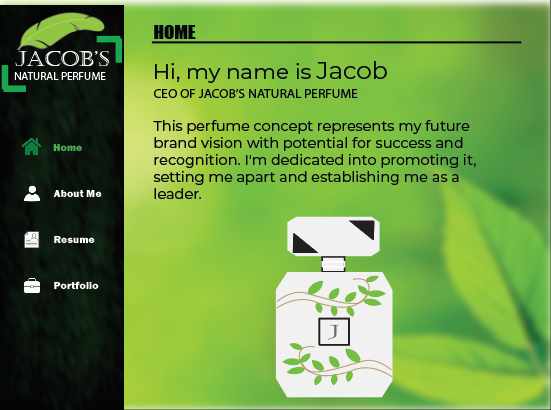 JACOB'S
NATURAL PERFUME
Home
About Me
Resume
Portfolio
HOME
Hi, my name is Jacob
CEO OF JACOB'S NATURAL PERFUME
This perfume concept represents my future
brand vision with potential for success and
recognition. I'm dedicated into promoting it,
setting me apart and establishing me as a
leader.
J